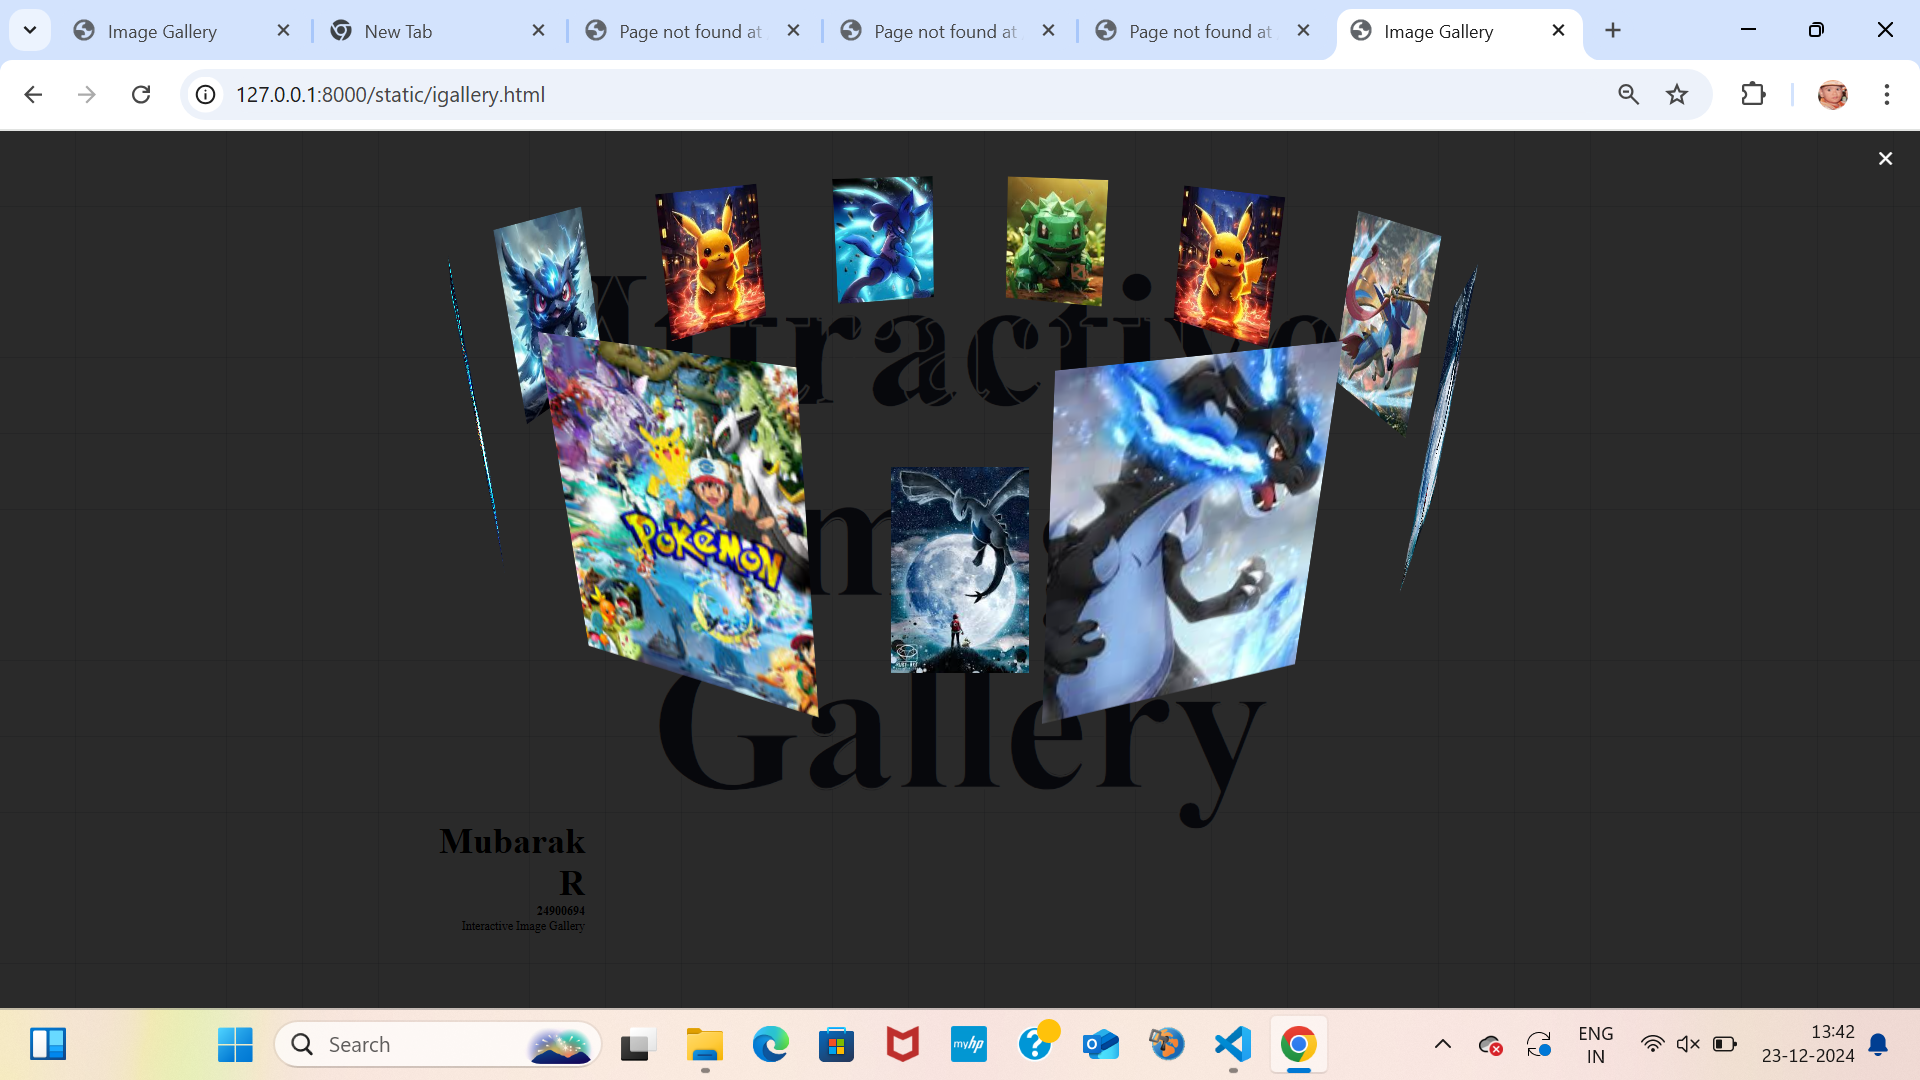 Image Gallery
New Tab
Page not found at
Page not found at
Page not found at
Image Gallery
127.0.0.1:8000/static/igallery.html
Attractive
Gallery
POKéMON
Mubarak
R
24900694
Interactive Image Gallery
Search
myhp
ENG
IN
13:42
23-12-2024